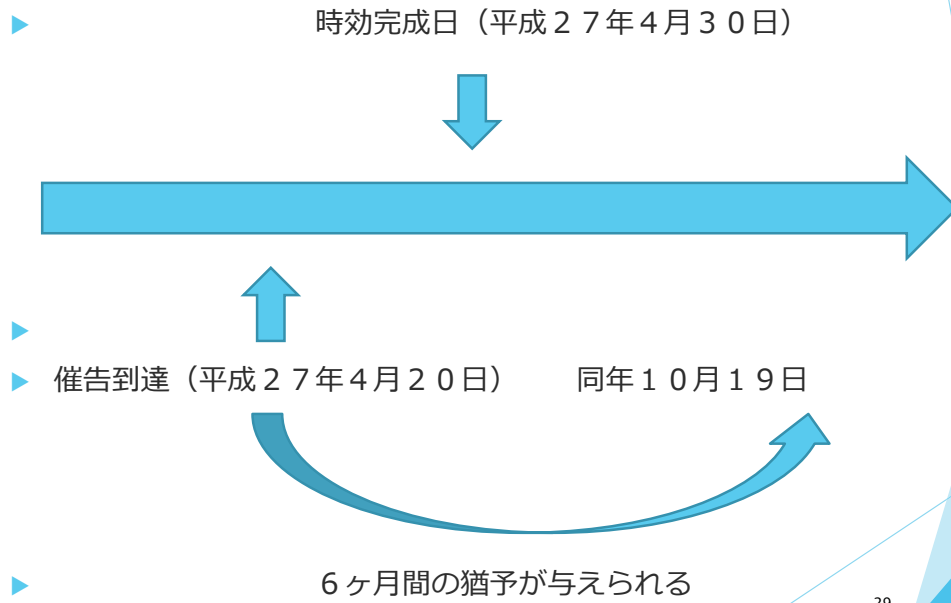 時効完成日（平成２７年４月３０日）
催告到達（平成２７年４月２０日）　　同年１０月１９日
６ヶ月間の猶予が与えられる
29